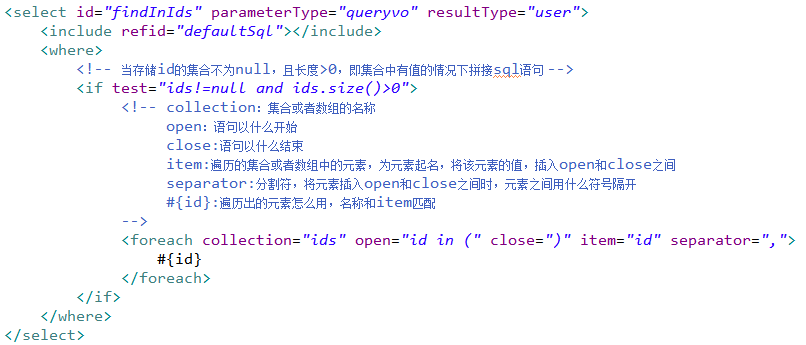 <select id="findInIds" parameterType="queryvo" resultType="user">
<include refid="defaultSql"></include>
<where>
<!-- 当存储id的集合不为null，且长度>0，即集合中有值的情况下拼接sql语句 -->
<if test="ids!=null and ids.size()>0">
<!-- collection：集合或者数组的名称
open：语句以什么开始
close:语句以什么结束
item:遍历的集合或者数组中的元素，为元素起名，将该元素的值，插入open和close之间
separator:分割符，将元素插入open和close之间时，元素之间用什么符号隔开
#{id}:遍历出的元素怎么用，名称和item匹配
-->
<foreach collection="ids" open="id in (" close=")" item="id" separator=",">
#{id}
</foreach>
</if>
</where>
</select>